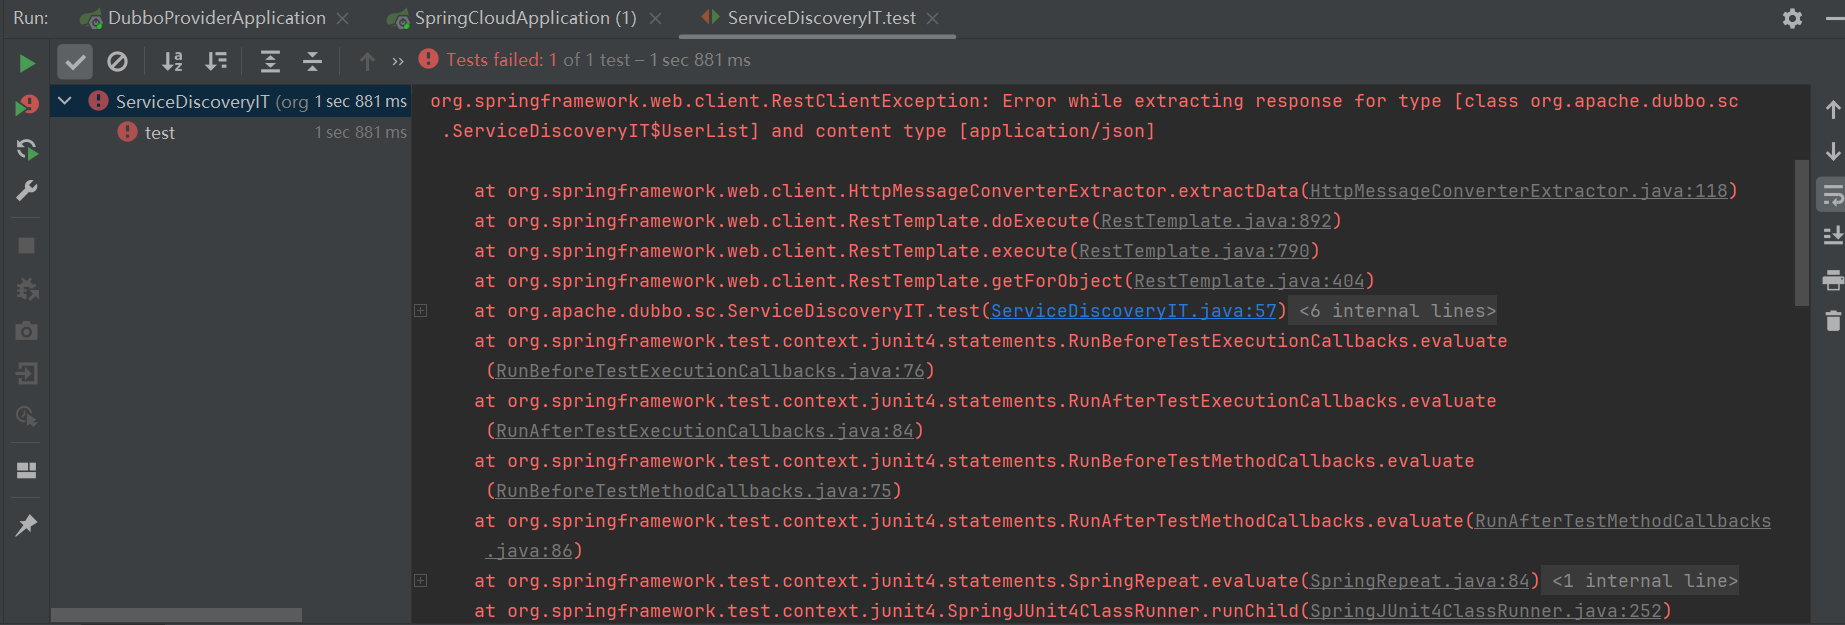 Run: DubboProviderApplication SpringCloudApplication (1) ServiceDiscoveryIT.test
Tests failed: 1 of 1 test – 1 sec 881 ms
ServiceDiscoveryIT (org 1 sec 881 ms
test 1 sec 881 ms
org.springframework.web.client.RestClientException: Error while extracting response for type [class org.apache.dubbo.sc
.ServiceDiscoveryIT$UserList] and content type [application/json]
at org.springframework.web.client.HttpMessageConverterExtractor.extractData(HttpMessageConverterExtractor.java:118)
at org.springframework.web.client.RestTemplate.doExecute(RestTemplate.java:892)
at org.springframework.web.client.RestTemplate.execute(RestTemplate.java:790)
at org.springframework.web.client.RestTemplate.getForObject(RestTemplate.java:404)
at org.apache.dubbo.sc.ServiceDiscoveryIT.test(ServiceDiscoveryIT.java:57) <6 internal lines>
at org.springframework.test.context.junit4.statements.RunBeforeTestExecutionCallbacks.evaluate
(RunBeforeTestExecutionCallbacks.java:76)
at org.springframework.test.context.junit4.statements.RunAfterTestExecutionCallbacks.evaluate
(RunAfterTestExecutionCallbacks.java:84)
at org.springframework.test.context.junit4.statements.RunBeforeTestMethodCallbacks.evaluate
(RunBeforeTestMethodCallbacks.java:75)
at org.springframework.test.context.junit4.statements.RunAfterTestMethodCallbacks.evaluate(RunAfterTestMethodCallbacks
.java:86)
at org.springframework.test.context.junit4.statements.SpringRepeat.evaluate(SpringRepeat.java:84) <1 internal line>
at org.springframework.test.context.junit4.SpringJUnit4ClassRunner.runChild(SpringJUnit4ClassRunner.java:252)